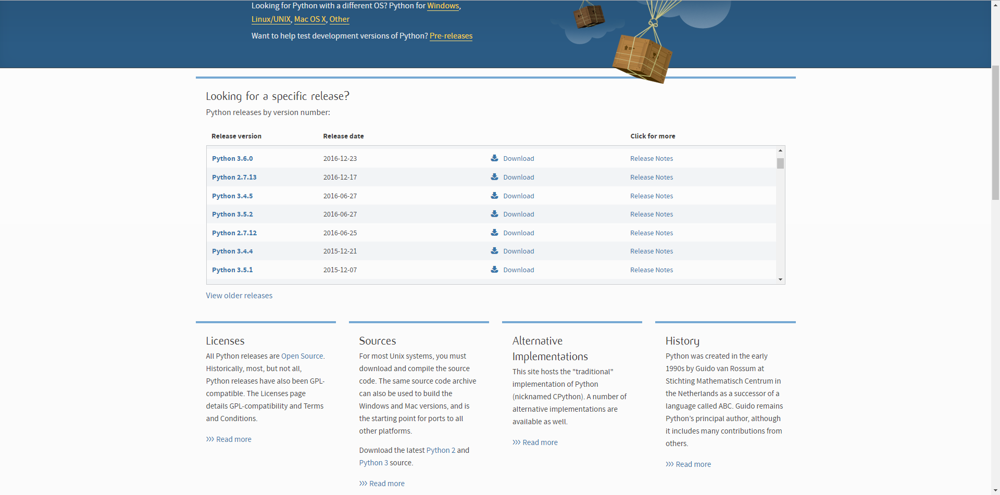 Looking for Python with a different OS? Python for Windows,
Linux/UNIX, Mac OS X, Other
Want to help test development versions of Python? Pre-releases
Looking for a specific release?
Python releases by version number:
Release version Release date Click for more
Python 3.6.0 2016-12-23 Download Release Notes
Python 2.7.13 2016-12-17 Download Release Notes
Python 3.4.5 2016-06-27 Download Release Notes
Python 3.5.2 2016-06-27 Download Release Notes
Python 2.7.12 2016-06-25 Download Release Notes
Python 3.4.4 2015-12-21 Download Release Notes
Python 3.5.1 2015-12-07 Download Release Notes
View older releases
Licenses
All Python releases are Open Source.
Historically, most, but not all,
Python releases have also been GPL-
compatible. The Licenses page
details GPL-compatibility and Terms
and Conditions.
>>> Read more
Sources
For most Unix systems, you must
download and compile the source
code. The same source code archive
can also be used to build the
Windows and Mac versions, and is
the starting point for ports to all
other platforms.
Download the latest Python 2 and
Python 3 source.
>>> Read more
Alternative
Implementations
This site hosts the "traditional"
implementation of Python
(nicknamed CPython). A number of
alternative implementations are
available as well.
>>> Read more
History
Python was created in the early
1990s by Guido van Rossum at
Stichting Mathematisch Centrum in
the Netherlands as a successor of a
language called ABC. Guido remains
Python’s principal author, although
it includes many contributions from
others.
>>> Read more